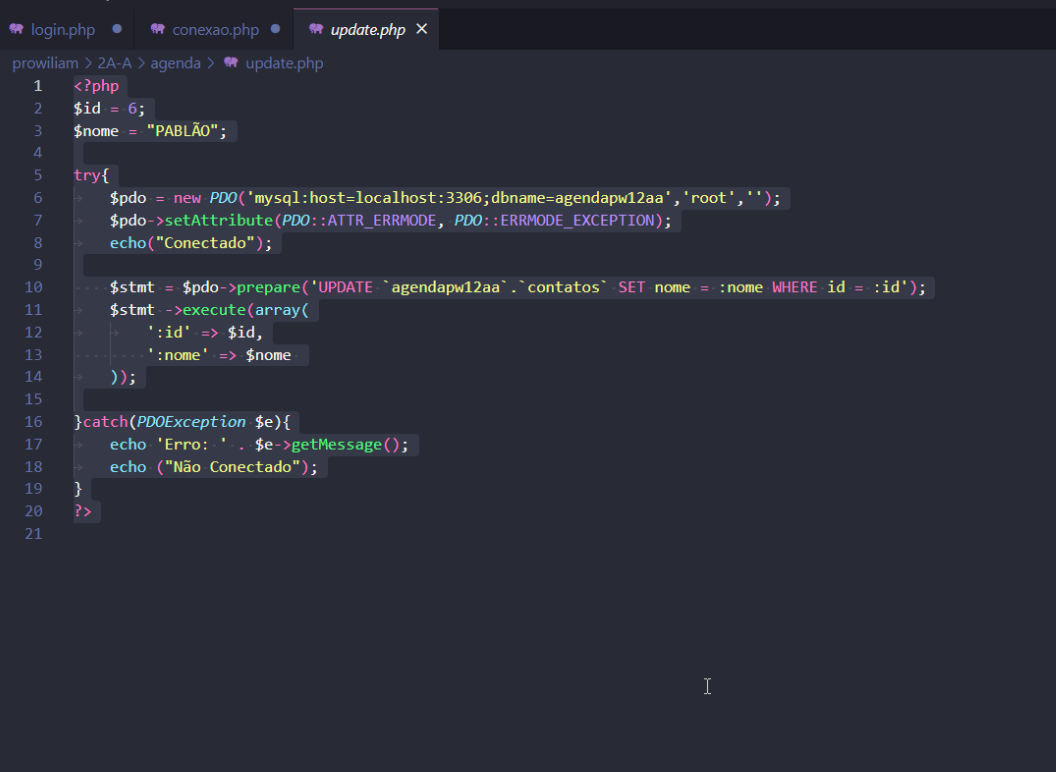 login.php conexao.php update.php
prowiliam > 2A-A > agenda > update.php
1 <?php
2 $id = 6;
3 $nome = "PABLÃO";
4
5 try{
6 $pdo = new PDO('mysql:host=localhost:3306;dbname=agendapw12aa','root','');
7 $pdo->setAttribute(PDO::ATTR_ERRMODE, PDO::ERRMODE_EXCEPTION);
8 echo("Conectado");
9
10 $stmt = $pdo->prepare('UPDATE `agendapw12aa`.`contatos` SET nome = :nome WHERE id = :id');
11 $stmt ->execute(array(
12 ':id' => $id,
13 ':nome' => $nome
14 ));
15
16 }catch(PDOException $e){
17 echo 'Erro: ' . $e->getMessage();
18 echo ("Não Conectado");
19 }
20 ?>
21